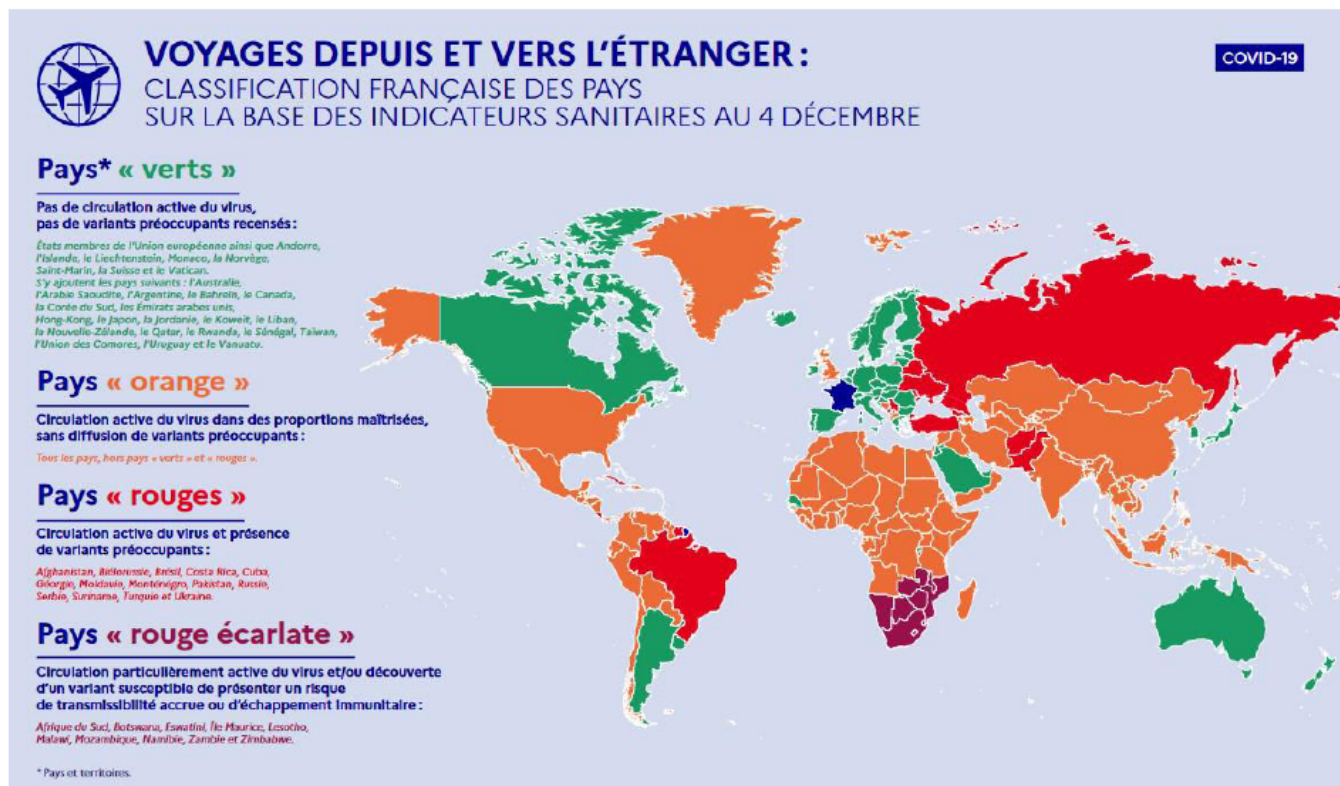 VOYAGES DEPUIS ET VERS L'ÉTRANGER :
CLASSIFICATION FRANÇAISE DES PAYS
SUR LA BASE DES INDICATEURS SANITAIRES AU 4 DÉCEMBRE
COVID-19
Pays* « verts »
Pas de circulation active du virus,
pas de variants préoccupants recensés :
États membres de l'Union européenne ainsi que Andorre,
l'Islande, le Liechtenstein, Monaco, la Norvège,
Saint-Marin, la Suisse et le Vatican.
S'y ajoutent les pays suivants : l'Australie,
l'Arabie Saoudite, l'Argentine, le Bahreïn, le Canada,
la Corée du Sud, les Émirats arabes unis,
Hong-Kong, le Japon, la Jordanie, le Koweït, le Liban,
la Nouvelle-Zélande, le Qatar, le Rwanda, le Sénégal, Taiwan,
l'Union des Comores, l'Uruguay et le Vanuatu.
Pays « orange »
Circulation active du virus dans des proportions maîtrisées,
sans diffusion de variants préoccupants :
Tous les pays, hors pays « verts » et « rouges ».
Pays « rouges »
Circulation active du virus et présence
de variants préoccupants :
Afghanistan, Biélorussie, Brésil, Costa Rica, Cuba,
Géorgie, Moldavie, Monténégro, Pakistan, Russie,
Serbie, Suriname, Turquie et Ukraine.
Pays « rouge écarlate »
Circulation particulièrement active du virus et/ou découverte
d'un variant susceptible de présenter un risque
de transmissibilité accrue ou d'échappement immunitaire :
Afrique du Sud, Botswana, Eswatini, Île Maurice, Lesotho,
Malawi, Mozambique, Namibie, Zambie et Zimbabwe.
* Pays et territoires.